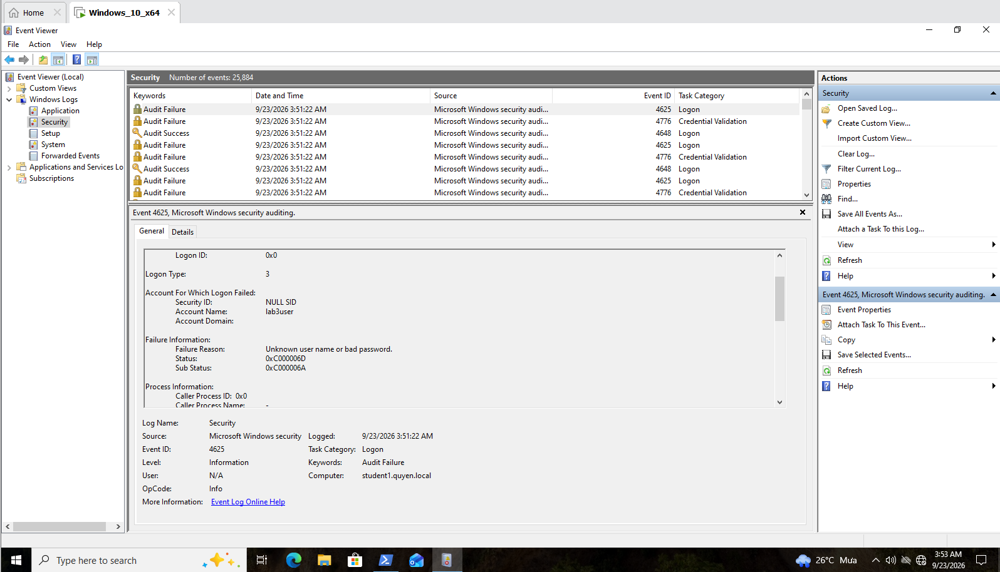 Home
Windows_10_x64
Event Viewer
File Action View Help
Event Viewer (Local)
Custom Views
Windows Logs
Application
Security
Setup
System
Forwarded Events
Applications and Services Lo
Subscriptions
Security Number of events: 25,884
Keywords Date and Time Source Event ID Task Category
Audit Failure 9/23/2026 3:51:22 AM Microsoft Windows security audi... 4625 Logon
Audit Failure 9/23/2026 3:51:22 AM Microsoft Windows security audi... 4776 Credential Validation
Audit Success 9/23/2026 3:51:22 AM Microsoft Windows security audi... 4648 Logon
Audit Failure 9/23/2026 3:51:22 AM Microsoft Windows security audi... 4625 Logon
Audit Failure 9/23/2026 3:51:22 AM Microsoft Windows security audi... 4776 Credential Validation
Audit Success 9/23/2026 3:51:22 AM Microsoft Windows security audi... 4648 Logon
Audit Failure 9/23/2026 3:51:22 AM Microsoft Windows security audi... 4625 Logon
Audit Failure 9/23/2026 3:51:22 AM Microsoft Windows security audi... 4776 Credential Validation
Event 4625, Microsoft Windows security auditing.
General Details
Logon ID: 0x0
Logon Type: 3
Account For Which Logon Failed:
Security ID: NULL SID
Account Name: lab3user
Account Domain:
Failure Information:
Failure Reason: Unknown user name or bad password.
Status: 0xC000006D
Sub Status: 0xC000006A
Process Information:
Caller Process ID: 0x0
Caller Process Name: -
Log Name: Security
Source: Microsoft Windows security Logged: 9/23/2026 3:51:22 AM
Event ID: 4625 Task Category: Logon
Level: Information Keywords: Audit Failure
User: N/A Computer: student1.quyen.local
OpCode: Info
More Information: Event Log Online Help
Actions
Security
Open Saved Log...
Create Custom View...
Import Custom View...
Clear Log...
Filter Current Log...
Properties
Find...
Save All Events As...
Attach a Task To this Log...
View
Refresh
Help
Event 4625, Microsoft Windows security auditing.
Event Properties
Attach Task To This Event...
Copy
Save Selected Events...
Refresh
Help
Type here to search
26°C Mưa
3:53 AM
9/23/2026